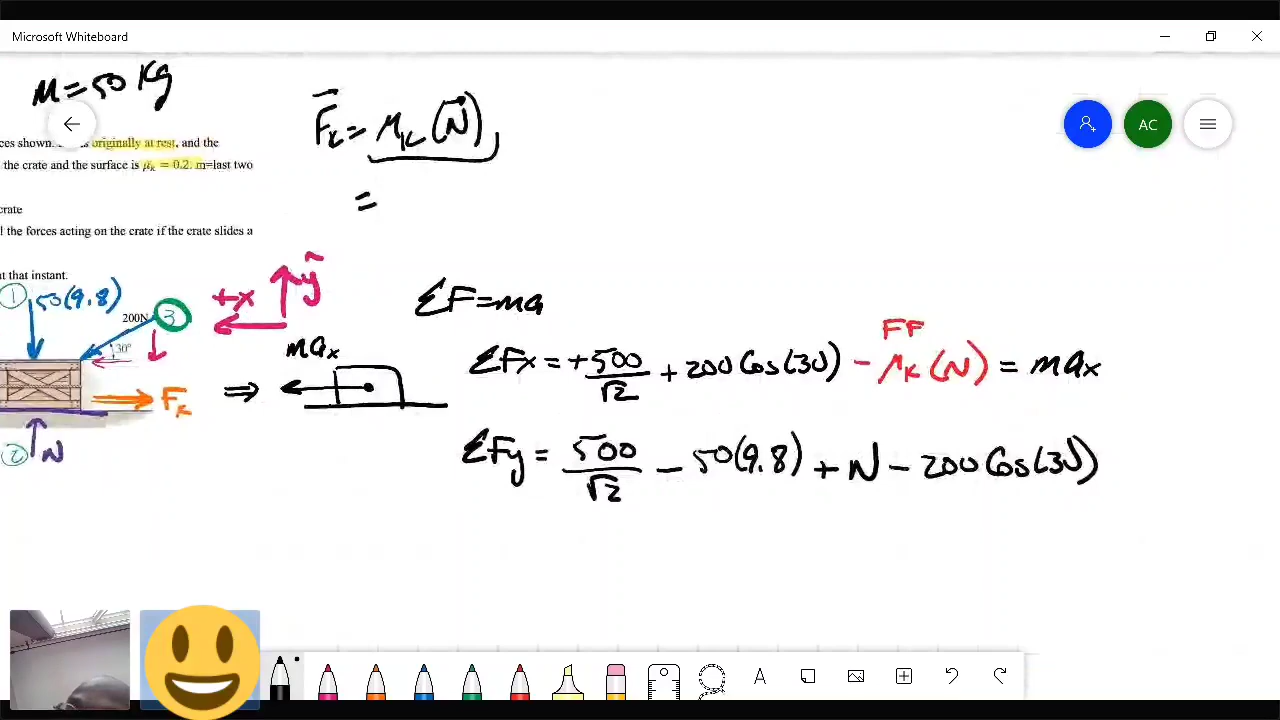 Microsoft Whiteboard
M = 50 Kg
F⃗k = μk(N⃗)
=
AC
ces shown. originally at rest, and the
the crate and the surface is μk = 0.2. m=last two
crate
l the forces acting on the crate if the crate slides a
at that instant.
① 50(9.8)
200N ③
30°
+x
y
Fk
② N
max
⇒
ΣF=ma
FF
ΣFx = +500/√2 + 200 Cos(30) - μk(N) = max
ΣFy = 500/√2 - 50(9.8) + N - 200 Cos(30)
A